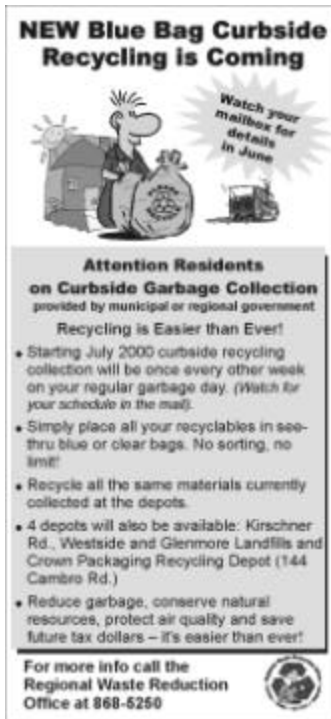 NEW Blue Bag Curbside
Recycling is Coming
Watch your
mailbox for
details
in June
Attention Residents
on Curbside Garbage Collection
provided by municipal or regional government
Recycling is Easier than Ever!
• Starting July 2000 curbside recycling
collection will be once every other week
on your regular garbage day. (Watch for
your schedule in the mail).
• Simply place all your recyclables in see-
thru blue or clear bags. No sorting, no
limit!
• Recycle all the same materials currently
collected at the depots.
• 4 depots will also be available: Kirschner
Rd., Westside and Glenmore Landfills and
Crown Packaging Recycling Depot (144
Cambro Rd.)
• Reduce garbage, conserve natural
resources, protect air quality and save
future tax dollars – it's easier than ever!
For more info call the
Regional Waste Reduction
Office at 868-5250